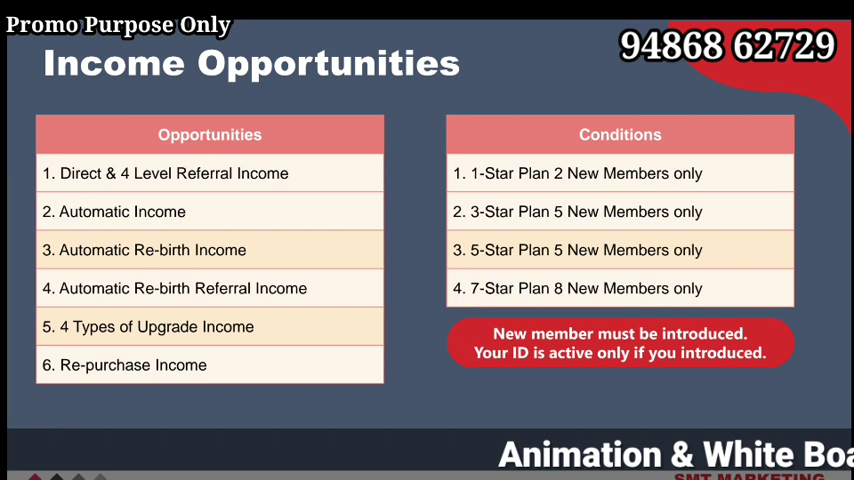 Promo Purpose Only
94868 62729
Income Opportunities
Opportunities
1. Direct & 4 Level Referral Income
2. Automatic Income
3. Automatic Re-birth Income
4. Automatic Re-birth Referral Income
5. 4 Types of Upgrade Income
6. Re-purchase Income
Conditions
1. 1-Star Plan 2 New Members only
2. 3-Star Plan 5 New Members only
3. 5-Star Plan 5 New Members only
4. 7-Star Plan 8 New Members only
New member must be introduced.
Your ID is active only if you introduced.
Animation & White Boa
SMT MARKETING